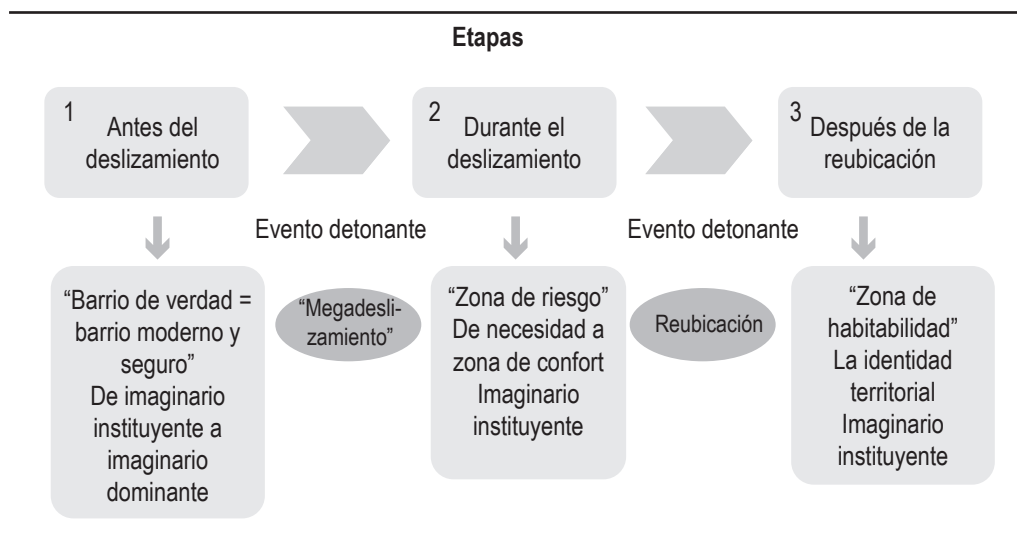 Etapas
1
Antes del
deslizamiento
2
Durante el
deslizamiento
3
Después de la
reubicación
Evento detonante
Evento detonante
“Barrio de verdad =
barrio moderno y
seguro”
De imaginario
instituyente a
imaginario
dominante
“Megadesli-
zamiento”
“Zona de riesgo”
De necesidad a
zona de confort
Imaginario
instituyente
Reubicación
“Zona de
habitabilidad”
La identidad
territorial
Imaginario
instituyente